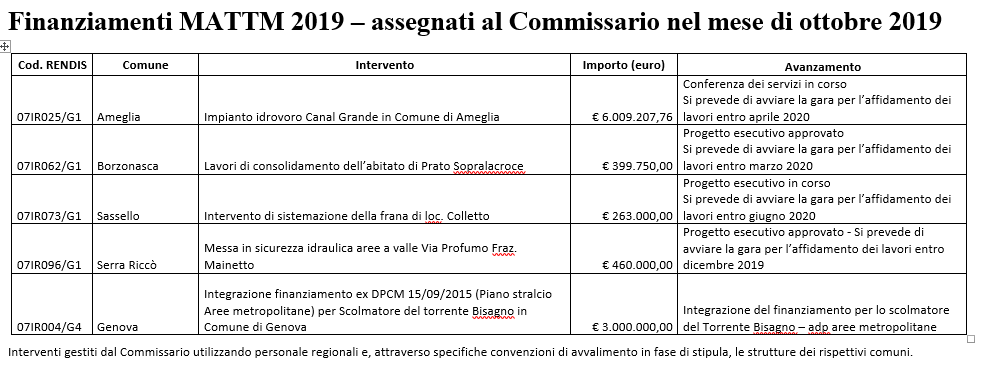 Finanziamenti MATTM 2019 – assegnati al Commissario nel mese di ottobre 2019
Cod. RENDIS Comune Intervento Importo (euro) Avanzamento
Conferenza dei servizi in corso
Si prevede di avviare la gara per l'affidamento dei
07IR025/G1 Ameglia Impianto idrovoro Canal Grande in Comune di Ameglia € 6.009.207,76 lavori entro aprile 2020
Progetto esecutivo approvato
Si prevede di avviare la gara per l'affidamento dei
07IR062/G1 Borzonasca Lavori di consolidamento dell'abitato di Prato Sopralacroce € 399.750,00 lavori entro marzo 2020
Progetto esecutivo in corso
Si prevede di avviare la gara per l'affidamento dei
07IR073/G1 Sassello Intervento di sistemazione della frana di loc. Colletto € 263.000,00 lavori entro giugno 2020
Progetto esecutivo approvato - Si prevede di
Messa in sicurezza idraulica aree a valle Via Profumo Fraz. avviare la gara per l'affidamento dei lavori entro
07IR096/G1 Serra Riccò Mainetto € 460.000,00 dicembre 2019
Integrazione finanziamento ex DPCM 15/09/2015 (Piano stralcio
Aree metropolitane) per Scolmatore del torrente Bisagno in Integrazione del finanziamento per lo scolmatore
07IR004/G4 Genova Comune di Genova € 3.000.000,00 del Torrente Bisagno – adp aree metropolitane
Interventi gestiti dal Commissario utilizzando personale regionali e, attraverso specifiche convenzioni di avvalimento in fase di stipula, le strutture dei rispettivi comuni.